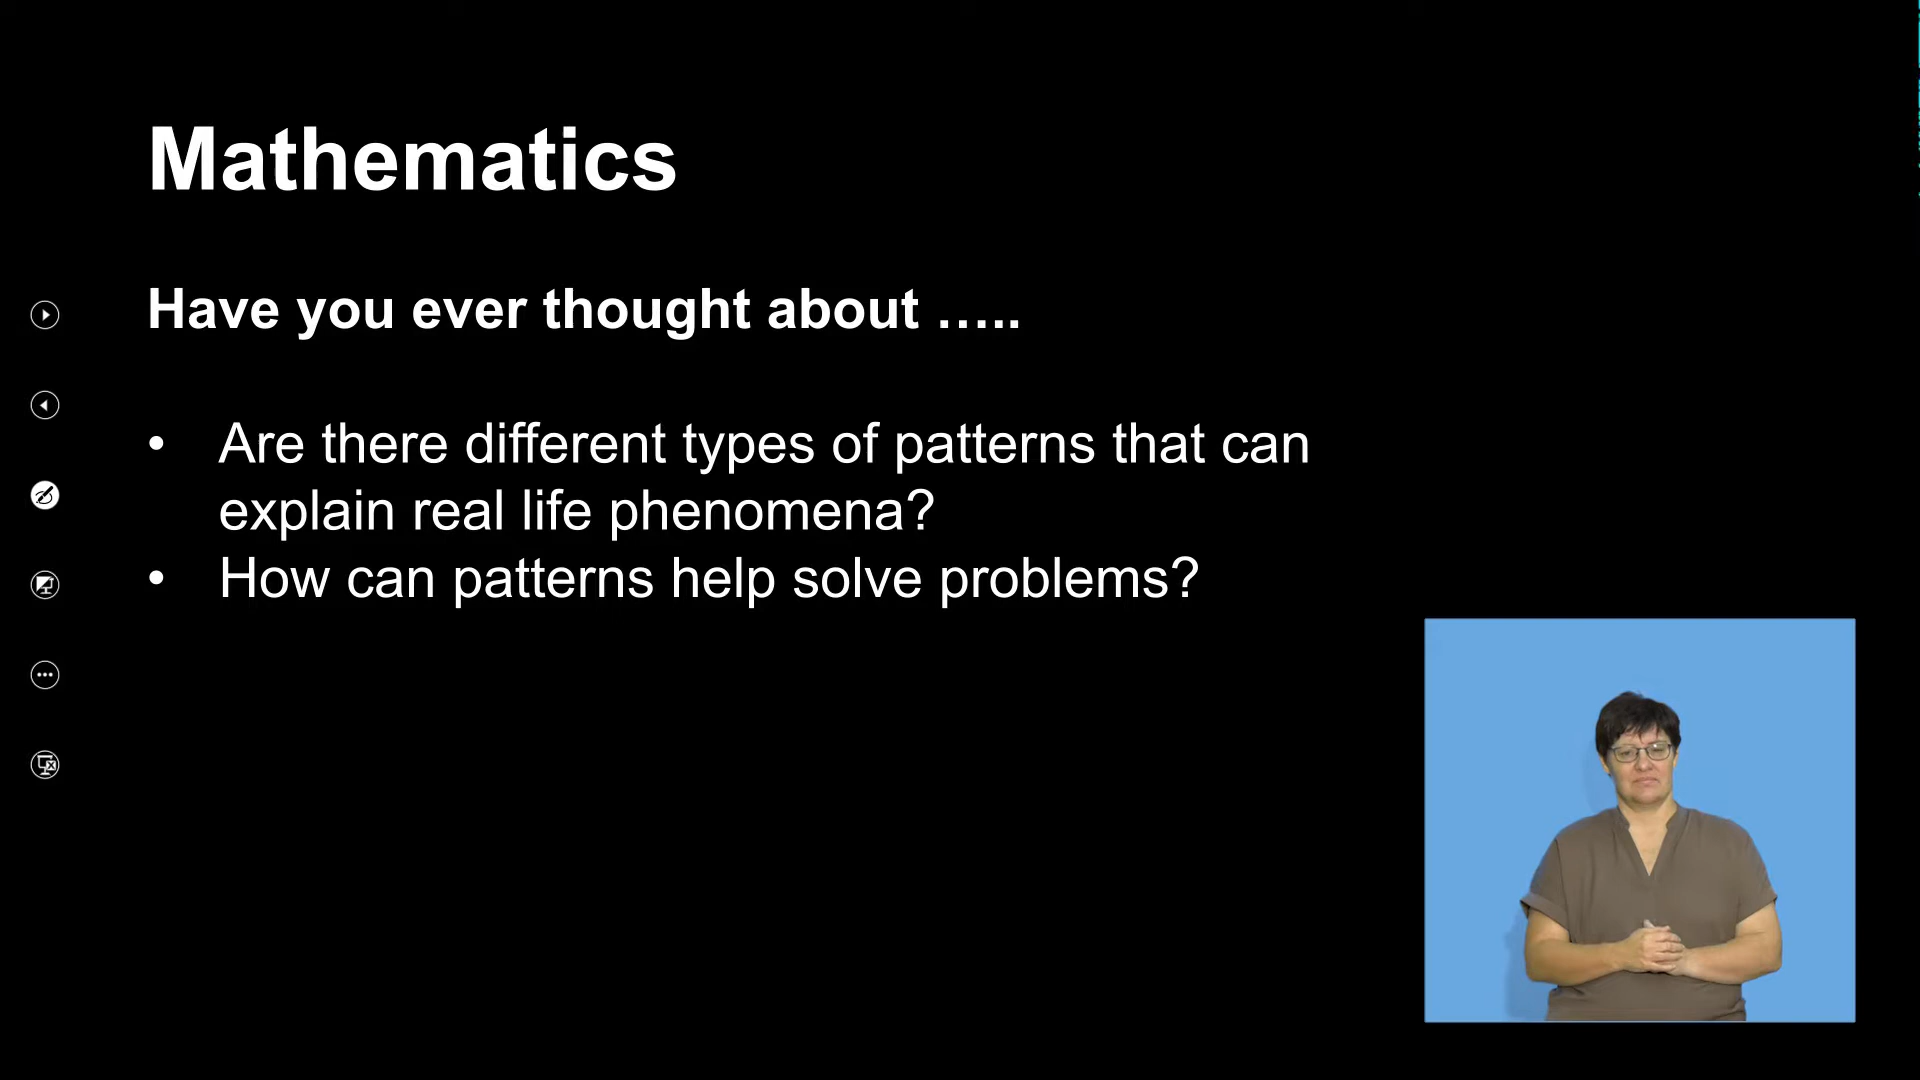 Mathematics
Have you ever thought about …..
• Are there different types of patterns that can
explain real life phenomena?
• How can patterns help solve problems?